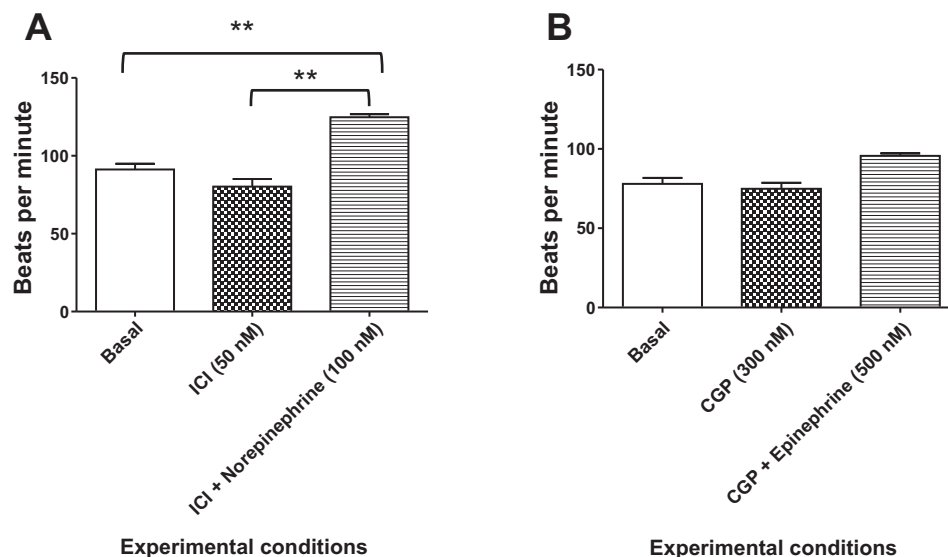 A
**
**
150
100
50
0
Beats per minute
Basal
ICI (50 nM)
ICI + Norepinephrine (100 nM)
Experimental conditions
B
150
100
50
0
Beats per minute
Basal
CGP (300 nM)
CGP + Epinephrine (500 nM)
Experimental conditions